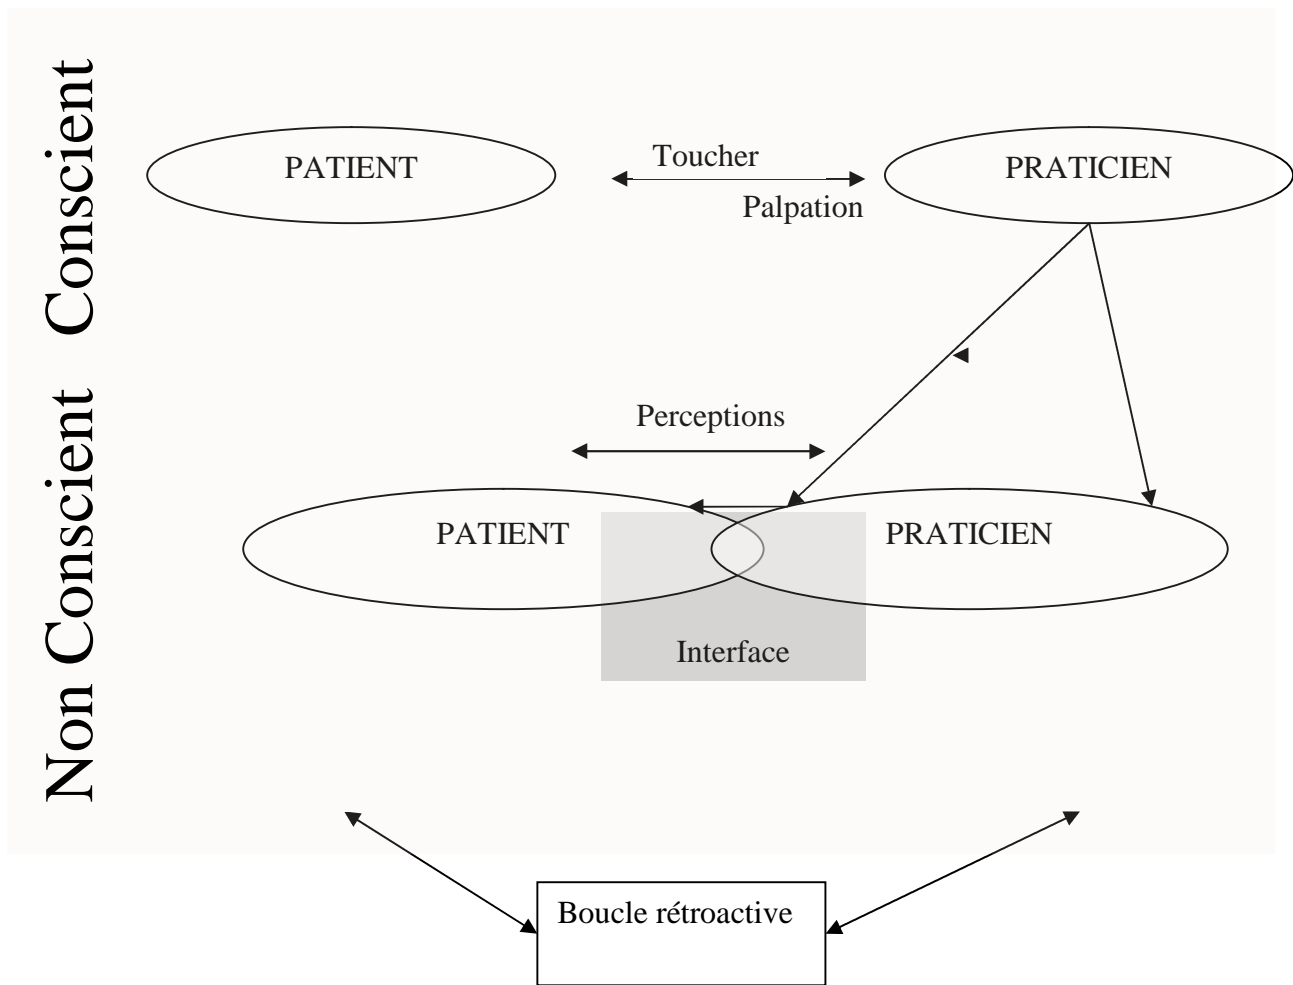 Conscient
PATIENT
Toucher
Palpation
PRATICIEN
Non Conscient
Perceptions
PATIENT
PRATICIEN
Interface
Boucle rétroactive